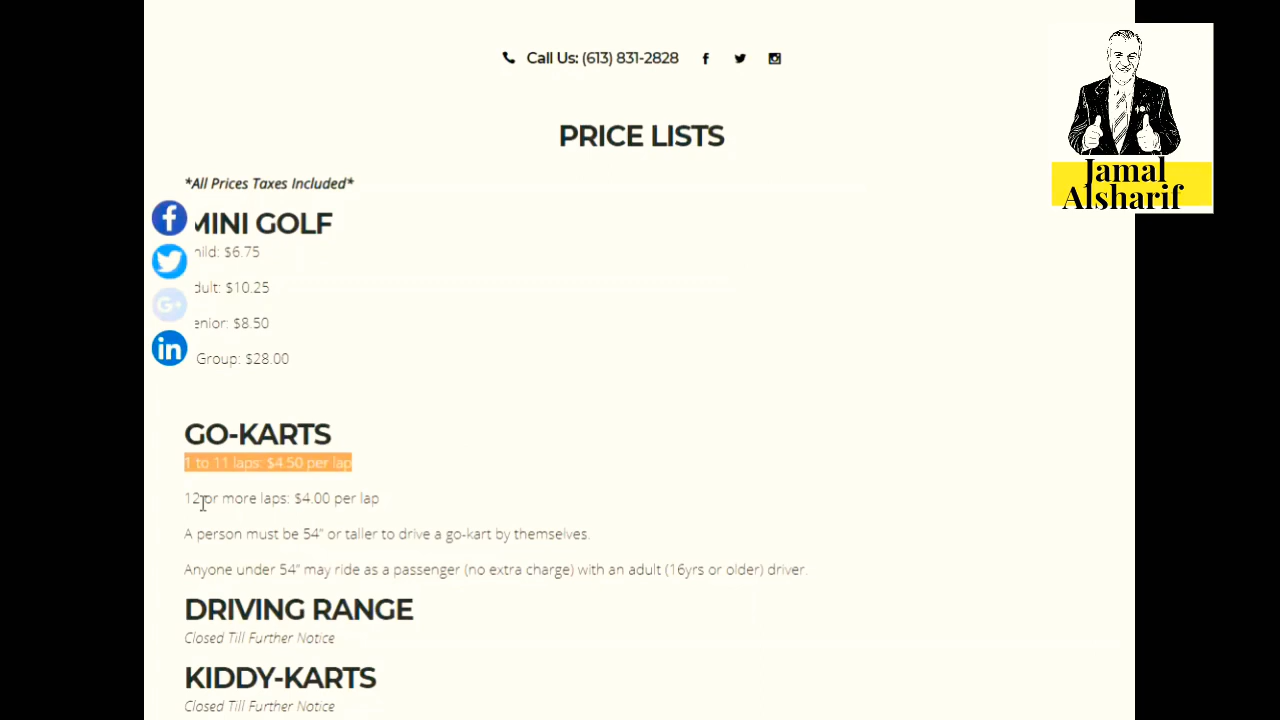 Call Us: (613) 831-2828
PRICE LISTS
Jamal
Alsharif
*All Prices Taxes Included*
MINI GOLF
hild: $6.75
dult: $10.25
enior: $8.50
Group: $28.00
GO-KARTS
1 to 11 laps: $4.50 per lap
12 or more laps: $4.00 per lap
A person must be 54” or taller to drive a go-kart by themselves.
Anyone under 54” may ride as a passenger (no extra charge) with an adult (16yrs or older) driver.
DRIVING RANGE
Closed Till Further Notice
KIDDY-KARTS
Closed Till Further Notice